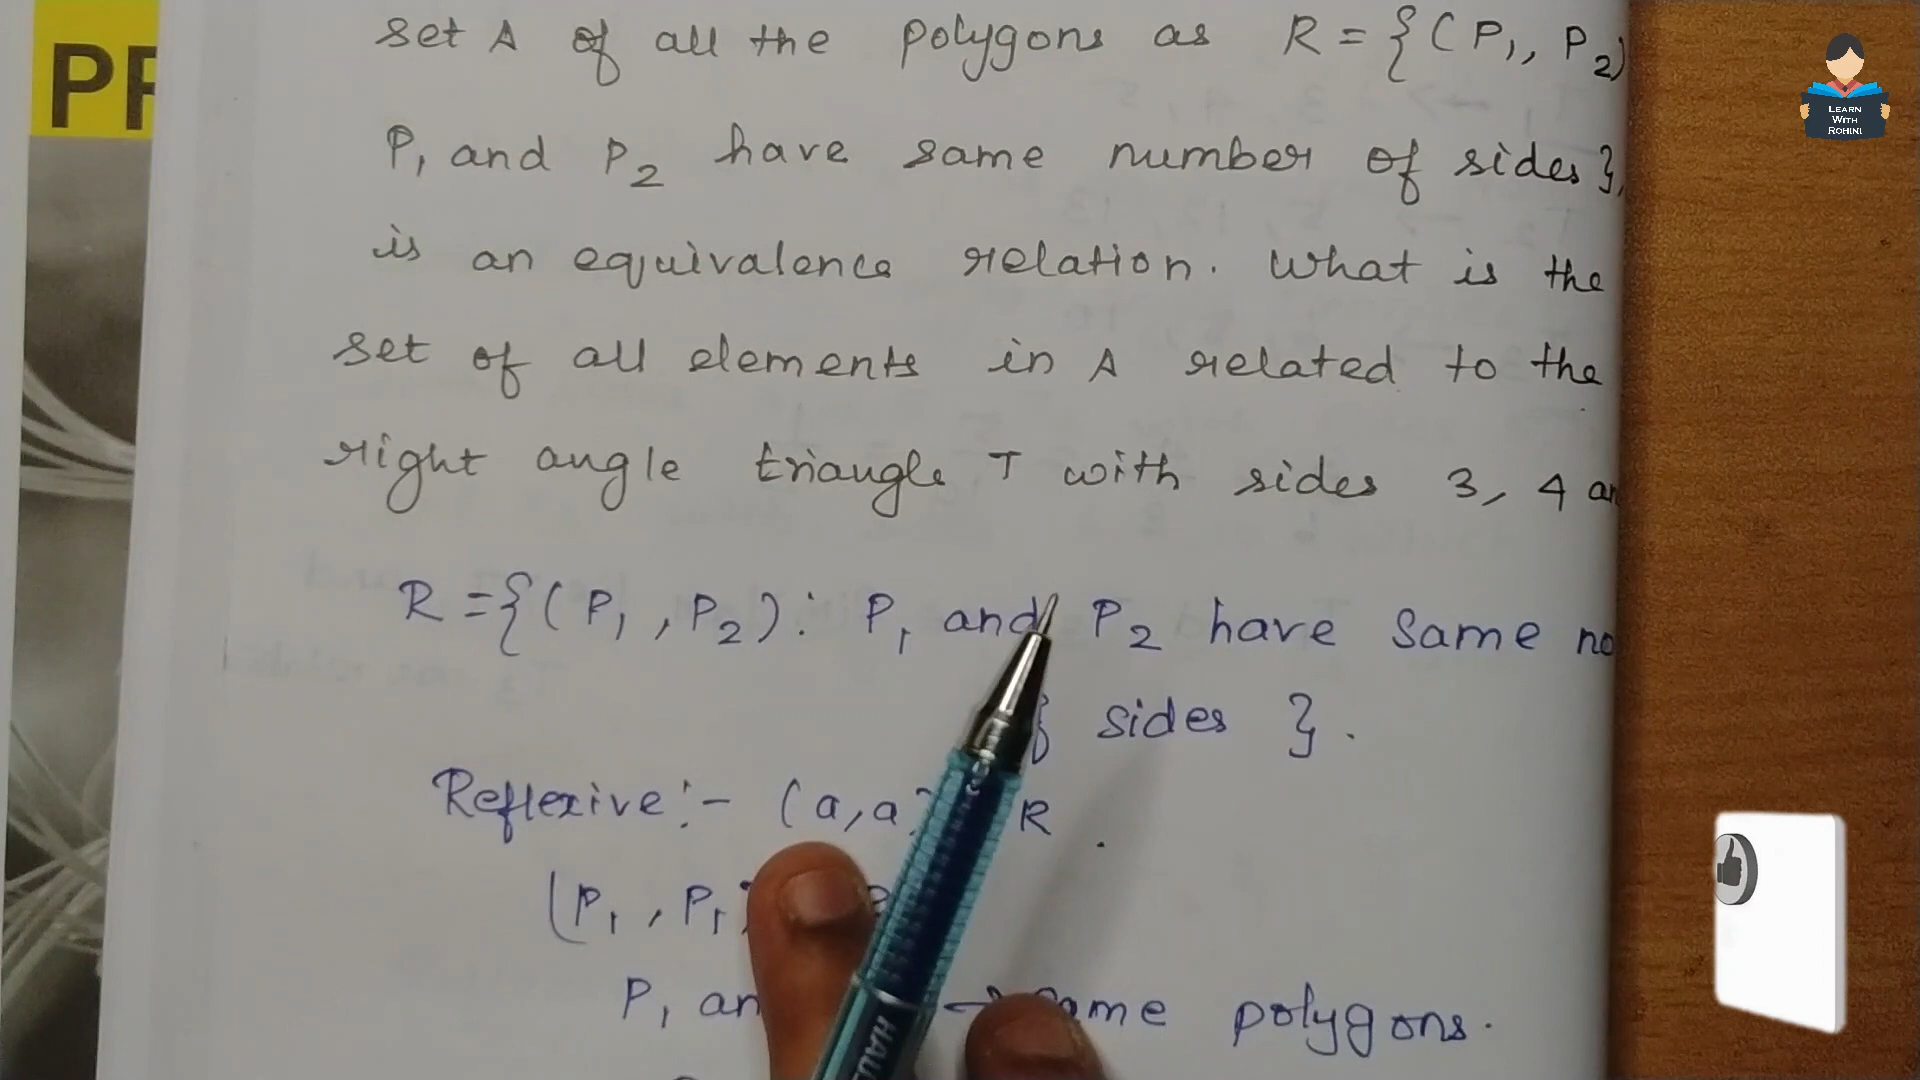 PR
set A of all the polygons as R = {(P1, P2)
P1 and P2 have same number of sides},
is an equivalence relation. What is the
set of all elements in A related to the
right angle triangle T with sides 3, 4 an
R = {(P1, P2): P1 and P2 have same no
sides }.
Reflexive:- (a,a) R.
(P1, P1)
P1 an → Same polygons.
LEARN
WITH
ROHINI
HAUS